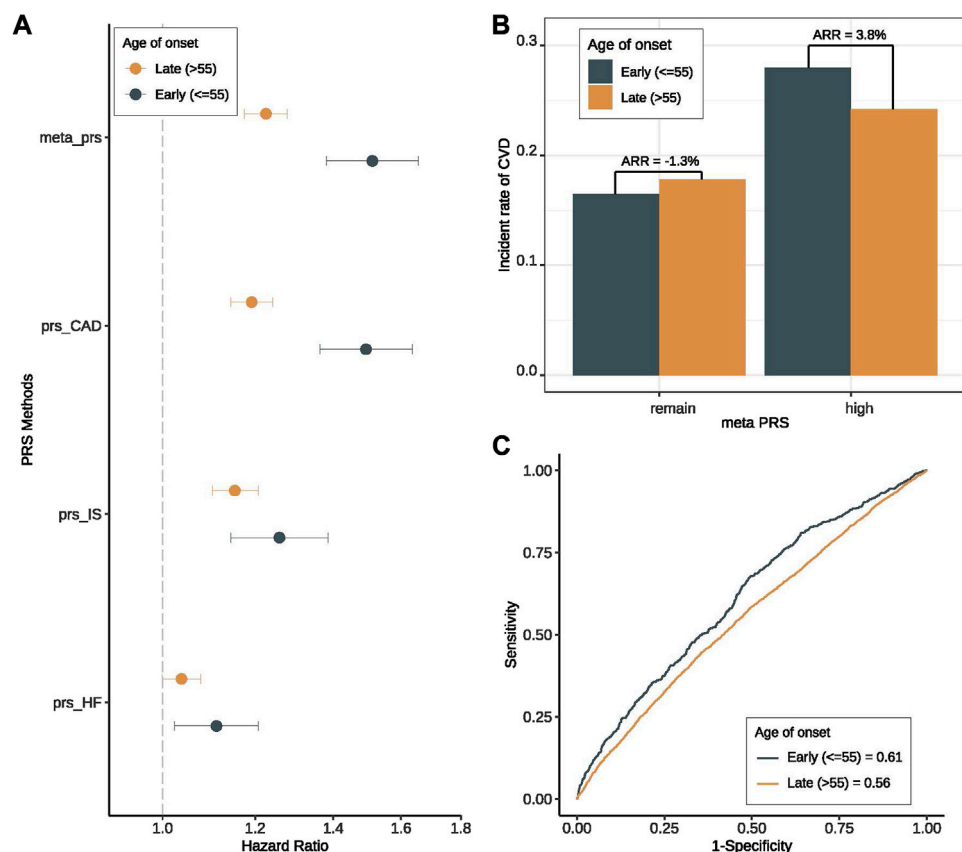 A
Age of onset
Late (>55)
Early (<=55)
meta_prs
prs_CAD
prs_IS
prs_HF
PRS Methods
1.0
1.2
1.4
1.6
1.8
Hazard Ratio
B
Age of onset
Early (<=55)
Late (>55)
ARR = 3.8%
ARR = -1.3%
0.3
0.2
0.1
0.0
Incident rate of CVD
remain
high
meta PRS
C
1.00
0.75
0.50
0.25
0.00
Sensitivity
Age of onset
Early (<=55) = 0.61
Late (>55) = 0.56
0.00
0.25
0.50
0.75
1.00
1-Specificity